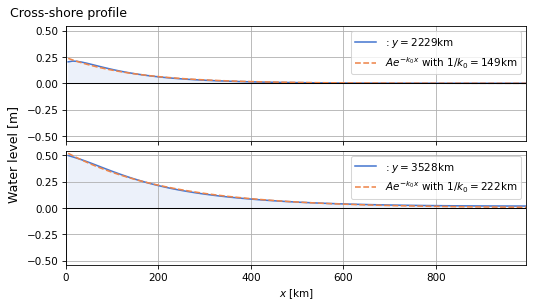 Cross-shore profile
Water level [m]
0.50
0.25
0.00
−0.25
−0.50
: y = 2229km
Ae^{−k₀x} with 1/k₀ = 149km
0.50
0.25
0.00
−0.25
−0.50
: y = 3528km
Ae^{−k₀x} with 1/k₀ = 222km
0 200 400 600 800
x [km]